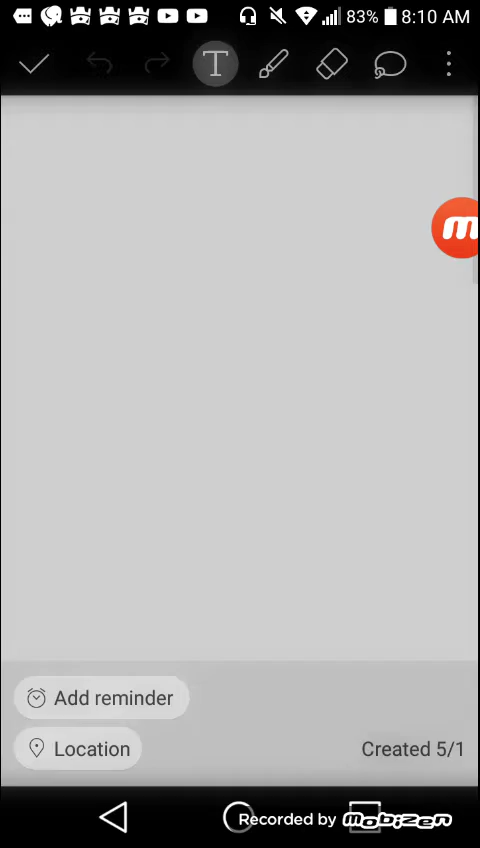 83% 8:10 AM
T
m
Add reminder
Location
Created 5/1
Recorded by Mobizen